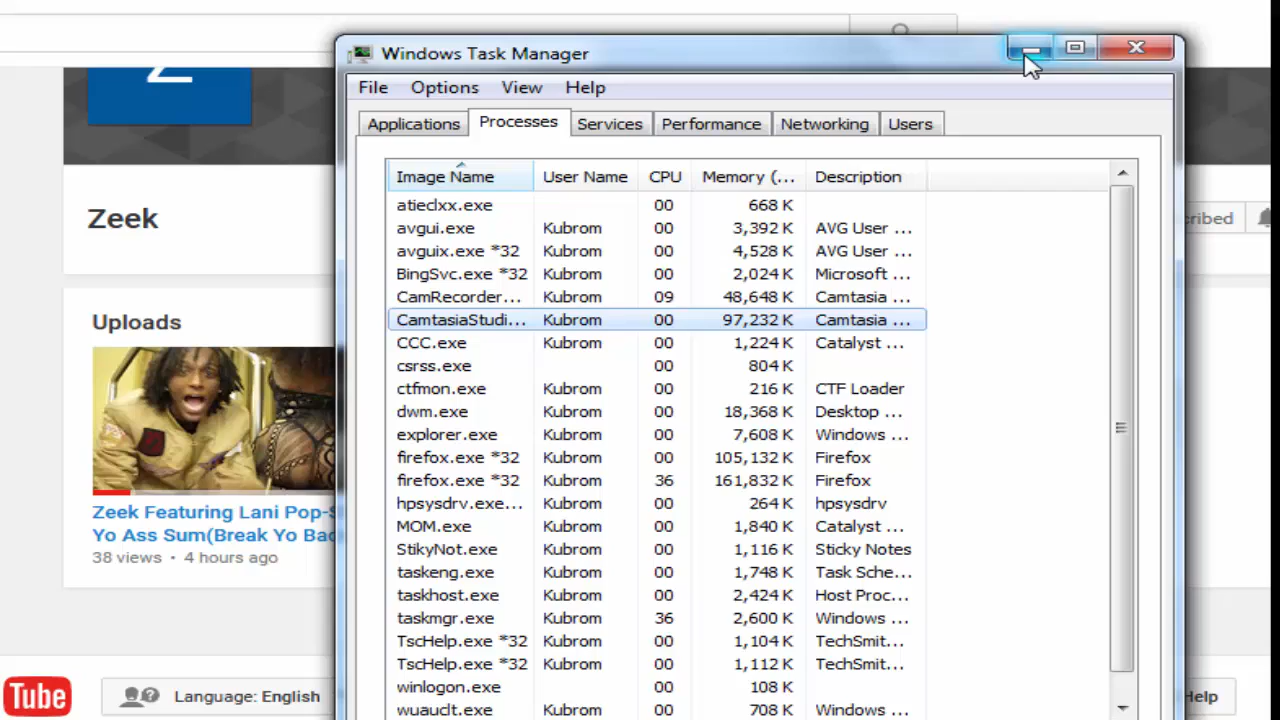 Z
Windows Task Manager
File Options View Help
Applications Processes Services Performance Networking Users
Image Name User Name CPU Memory (... Description
atieclxx.exe 00 668 K
avgui.exe Kubrom 00 3,392 K AVG User ...
avguix.exe *32 Kubrom 00 4,528 K AVG User ...
BingSvc.exe *32 Kubrom 00 2,024 K Microsoft ...
CamRecorder... Kubrom 09 48,648 K Camtasia ...
CamtasiaStudi... Kubrom 00 97,232 K Camtasia ...
CCC.exe Kubrom 00 1,224 K Catalyst ...
csrss.exe 00 804 K
ctfmon.exe Kubrom 00 216 K CTF Loader
dwm.exe Kubrom 00 18,368 K Desktop ...
explorer.exe Kubrom 00 7,608 K Windows ...
firefox.exe *32 Kubrom 00 105,132 K Firefox
firefox.exe *32 Kubrom 36 161,832 K Firefox
hpsysdrv.exe... Kubrom 00 264 K hpsysdrv
MOM.exe Kubrom 00 1,840 K Catalyst ...
StikyNot.exe Kubrom 00 1,116 K Sticky Notes
taskeng.exe Kubrom 00 1,748 K Task Sche...
taskhost.exe Kubrom 00 2,424 K Host Proc...
taskmgr.exe Kubrom 36 2,600 K Windows ...
TscHelp.exe *32 Kubrom 00 1,104 K TechSmit...
TscHelp.exe *32 Kubrom 00 1,112 K TechSmit...
winlogon.exe 00 108 K
wuauclt.exe Kubrom 00 708 K Windows ...
Zeek
cribed
Uploads
Zeek Featuring Lani Pop-S
Yo Ass Sum(Break Yo Bac
38 views • 4 hours ago
Tube
Language: English
Help